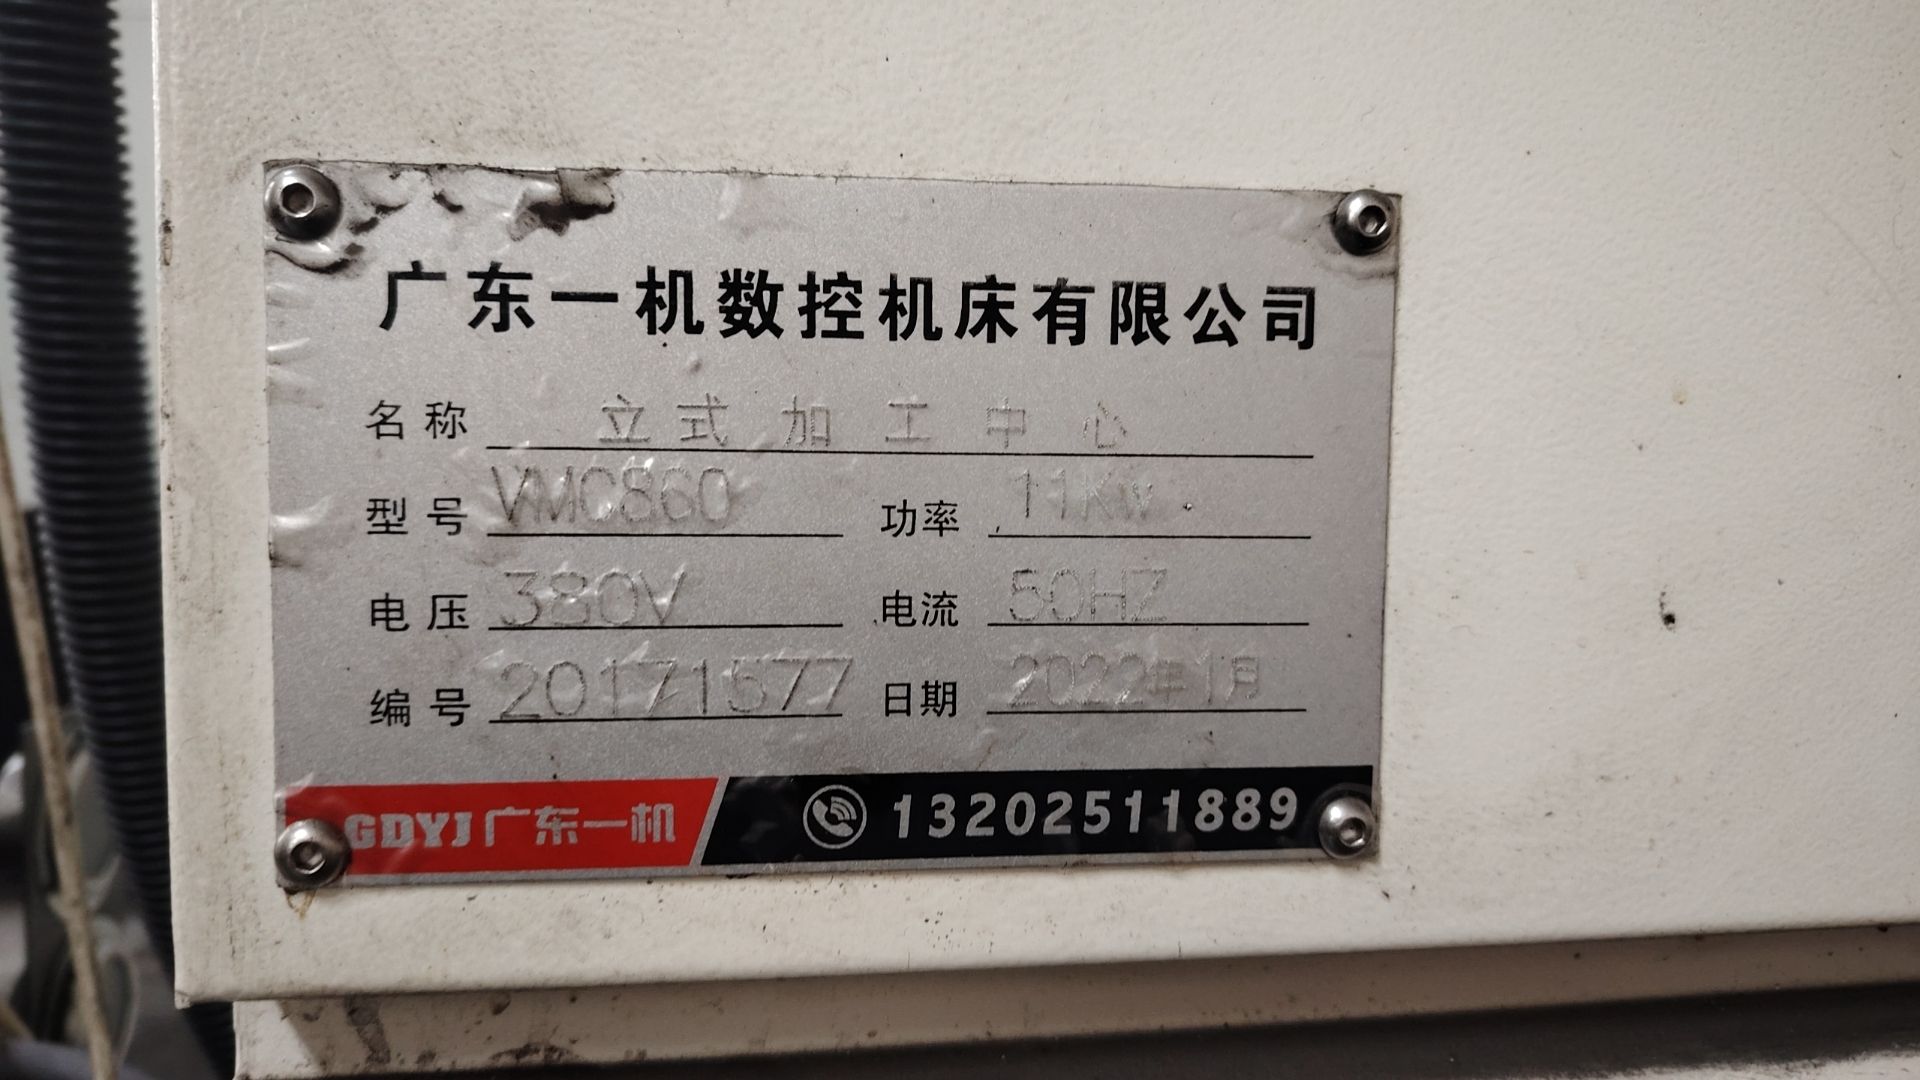 广东一机数控机床有限公司
名称 立式加工中心
型号 VMC860 功率 11Kw
电压 380V 电流 50HZ
编号 20171577 日期 2022年1月
GDYJ 广东一机 13202511889